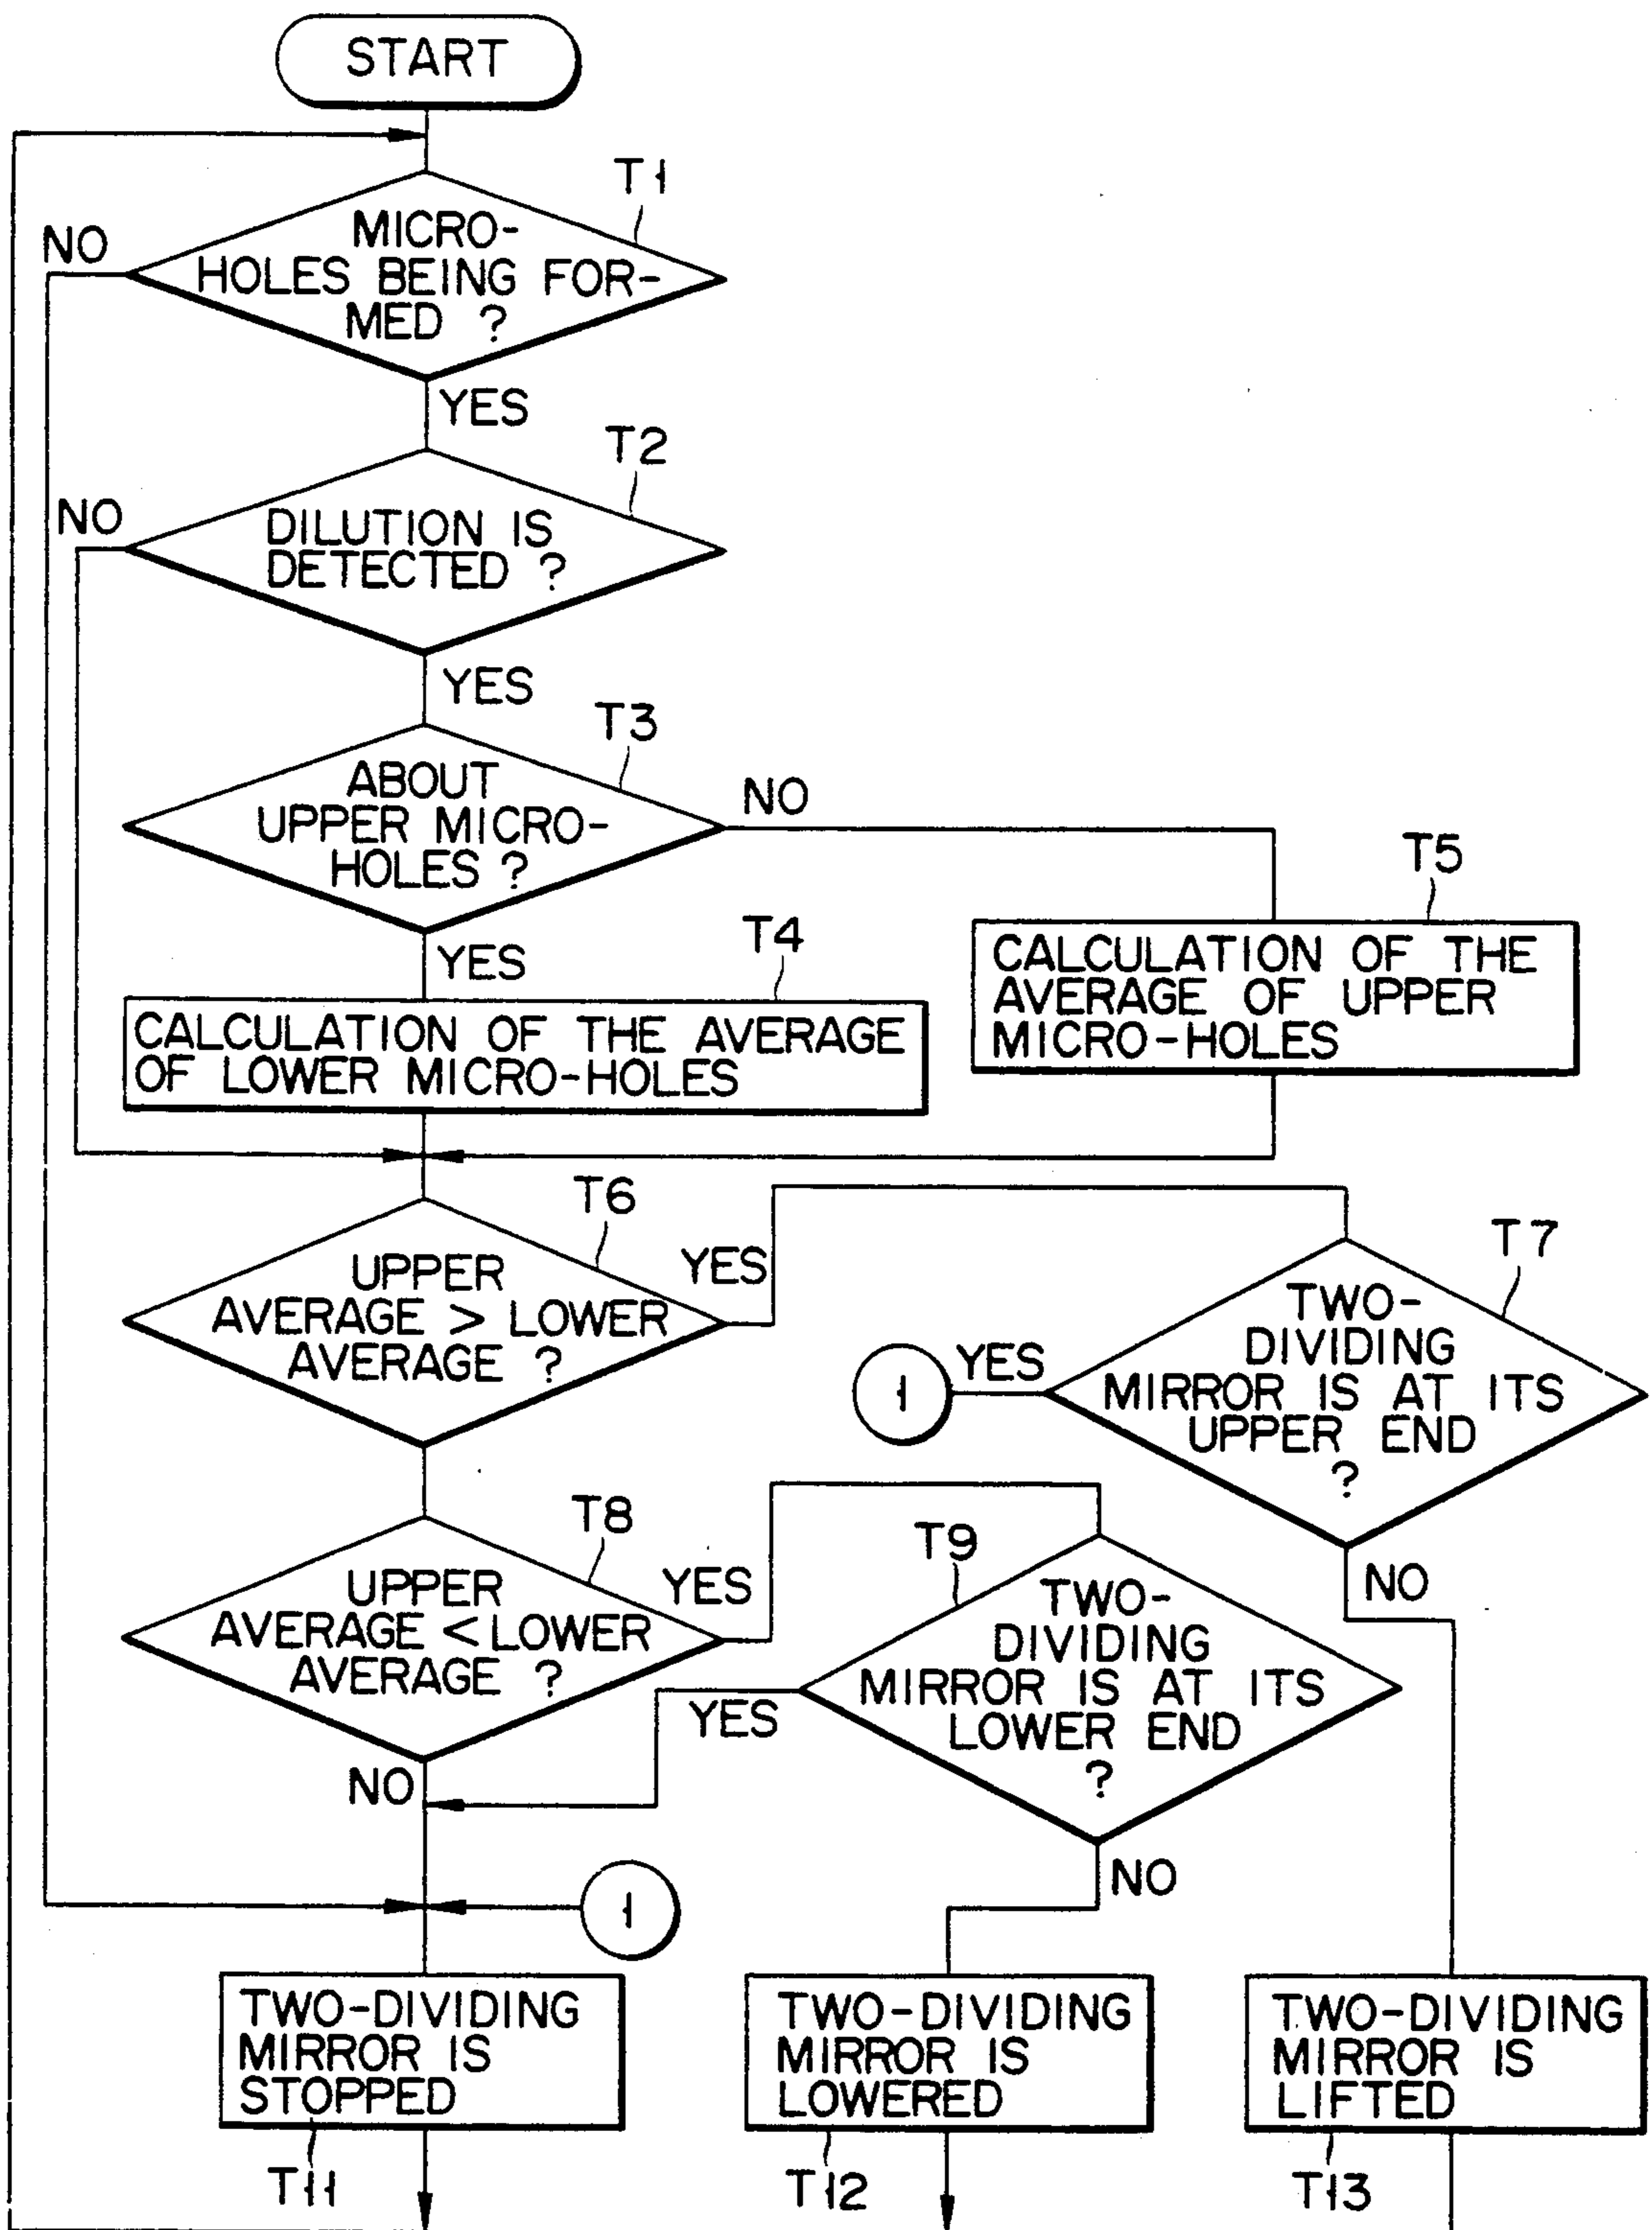 START
T1
MICRO-
HOLES BEING FOR-
MED ?
NO
YES
T2
DILUTION IS
DETECTED ?
NO
YES
T3
ABOUT
UPPER MICRO-
HOLES ?
NO
YES
T4
CALCULATION OF THE AVERAGE
OF LOWER MICRO-HOLES
T5
CALCULATION OF THE
AVERAGE OF UPPER
MICRO-HOLES
T6
UPPER
AVERAGE > LOWER
AVERAGE ?
YES
T7
TWO-
DIVIDING
MIRROR IS AT ITS
UPPER END
?
YES
1
NO
T8
UPPER
AVERAGE < LOWER
AVERAGE ?
YES
NO
T9
TWO-
DIVIDING
MIRROR IS AT ITS
LOWER END
?
YES
NO
1
TWO-DIVIDING
MIRROR IS
STOPPED
T11
TWO-DIVIDING
MIRROR IS
LOWERED
T12
TWO-DIVIDING
MIRROR IS
LIFTED
T13